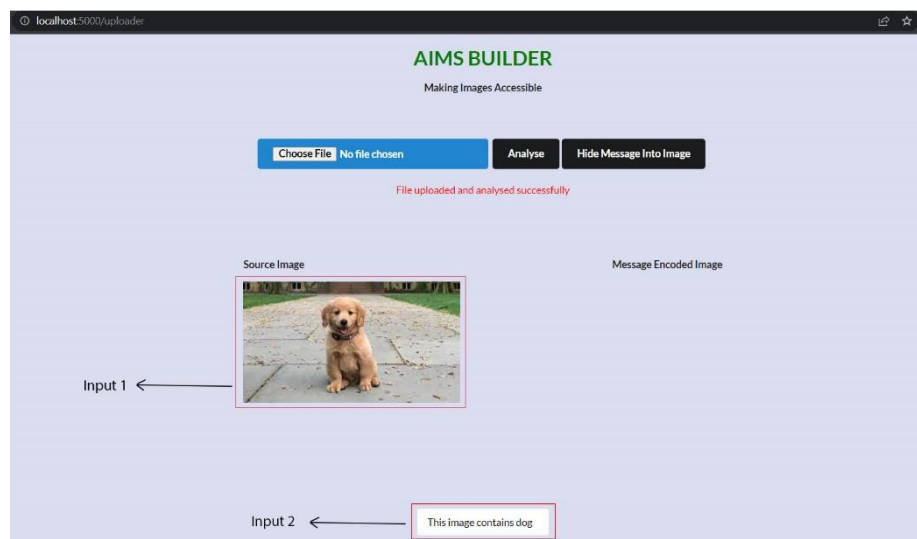 localhost:5000/uploader
AIMS BUILDER
Making Images Accessible
Choose File No file chosen Analyse Hide Message Into Image
File uploaded and analysed successfully
Source Image Message Encoded Image
Input 1
Input 2 This image contains dog